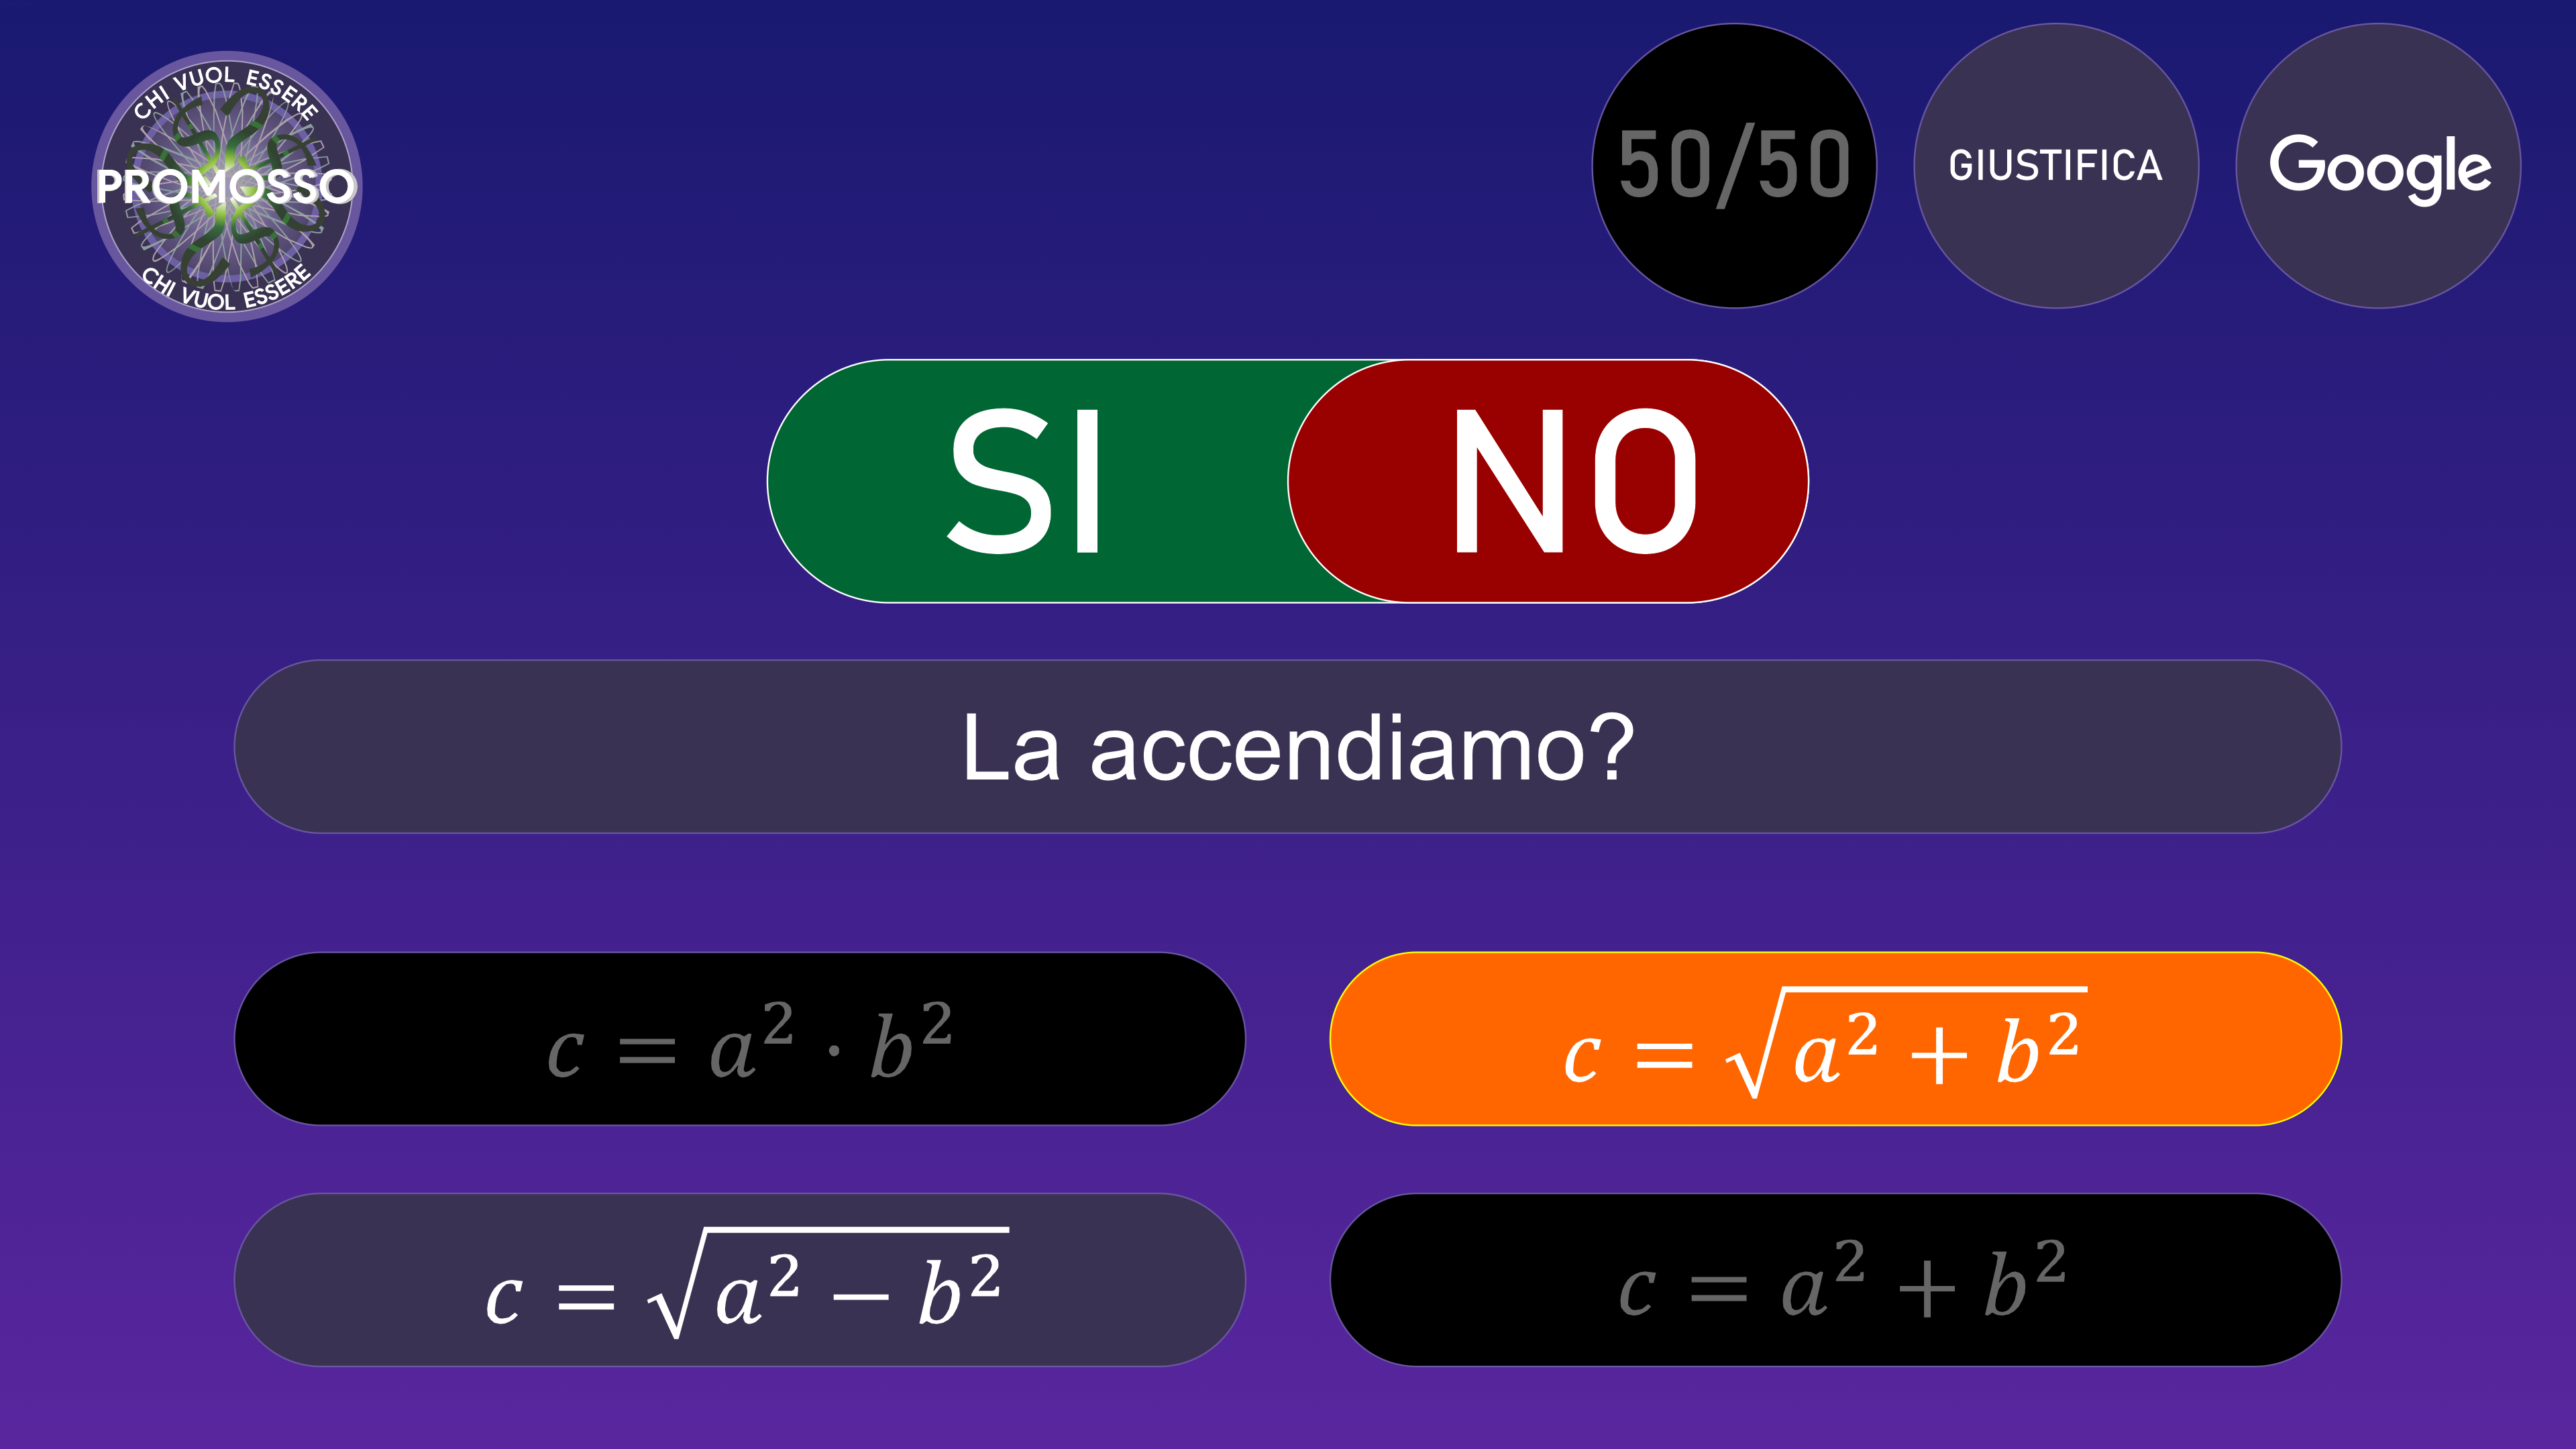 CHI VUOL ESSERE
PROMOSSO
CHI VUOL ESSERE
50/50
GIUSTIFICA
Google
SI
NO
La accendiamo?
c = a² · b²
c = √(a² + b²)
c = √(a² − b²)
c = a² + b²